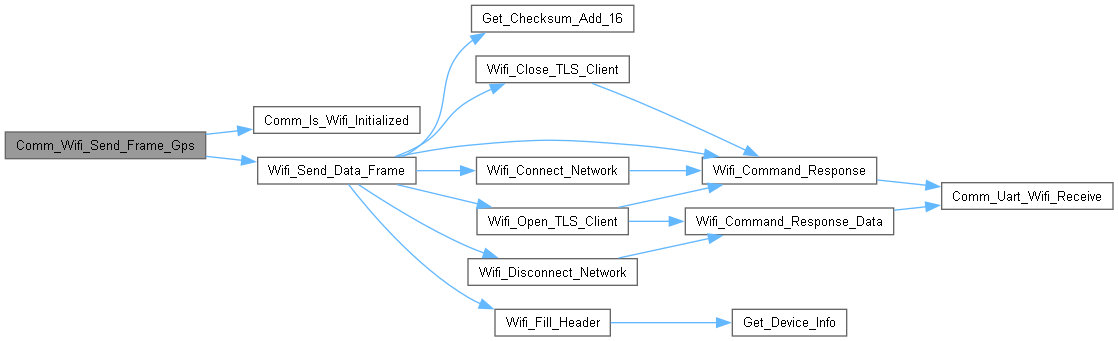 Comm_Wifi_Send_Frame_Gps
Comm_Is_Wifi_Initialized
Wifi_Send_Data_Frame
Get_Checksum_Add_16
Wifi_Close_TLS_Client
Wifi_Connect_Network
Wifi_Open_TLS_Client
Wifi_Disconnect_Network
Wifi_Fill_Header
Wifi_Command_Response
Wifi_Command_Response_Data
Get_Device_Info
Comm_Uart_Wifi_Receive